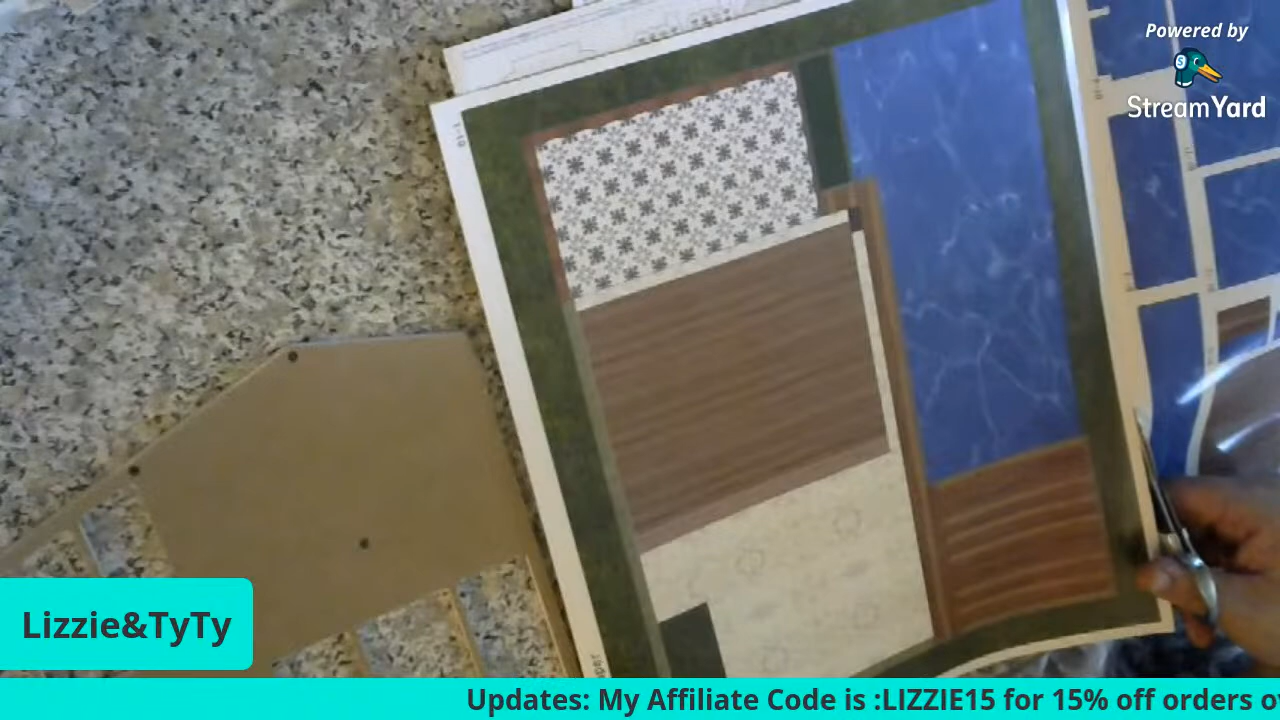 Powered by
StreamYard
Lizzie&TyTy
Updates: My Affiliate Code is :LIZZIE15 for 15% off orders o